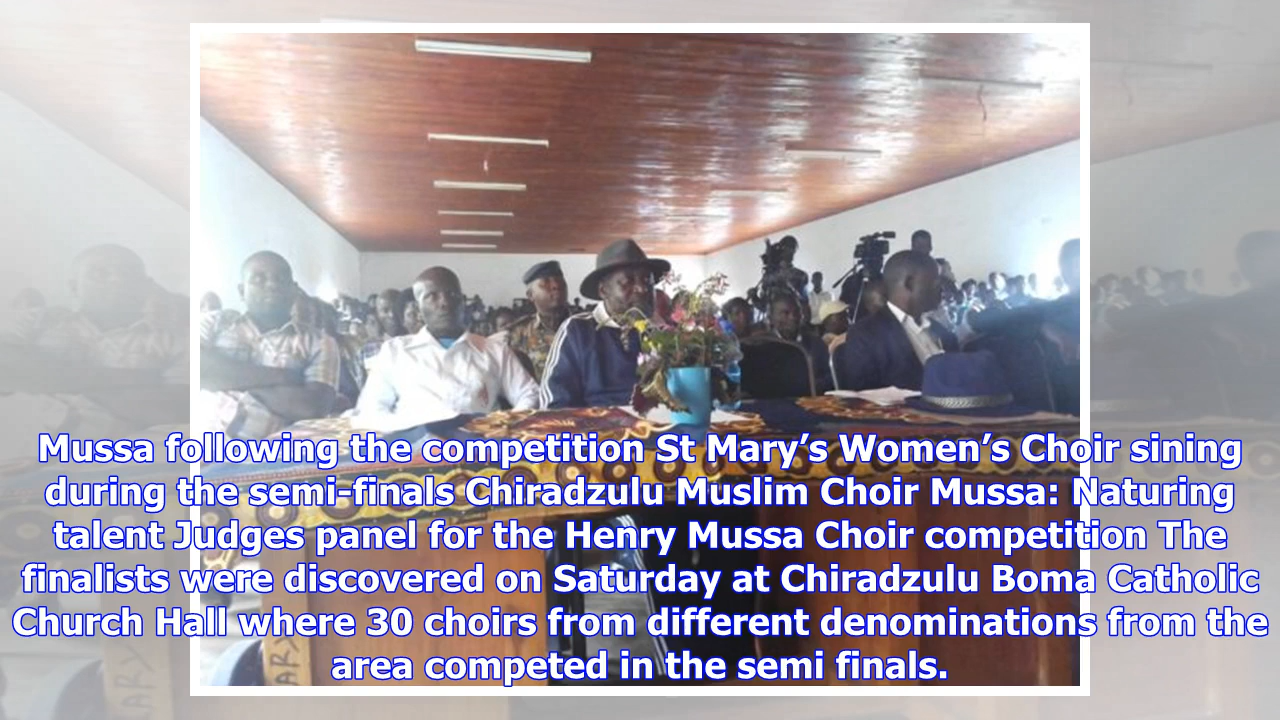 Mussa following the competition St Mary’s Women’s Choir sining
during the semi-finals Chiradzulu Muslim Choir Mussa: Naturing
talent Judges panel for the Henry Mussa Choir competition The
finalists were discovered on Saturday at Chiradzulu Boma Catholic
Church Hall where 30 choirs from different denominations from the
area competed in the semi finals.